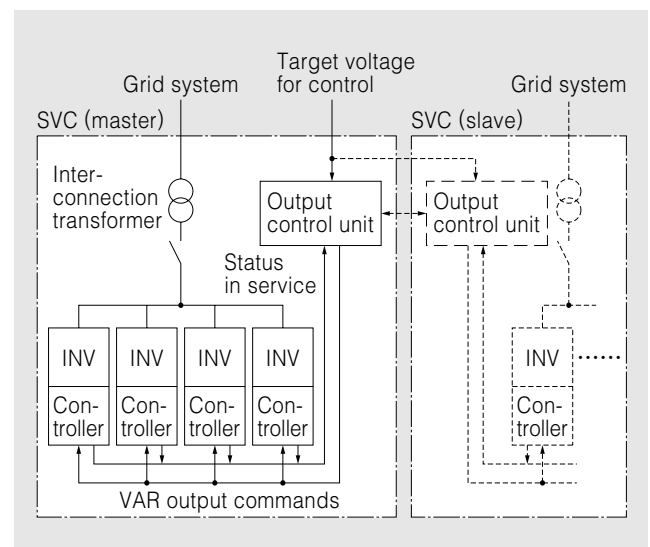 Target voltage
for control
Grid system
Grid system
SVC (master)
SVC (slave)
Inter-
connection
transformer
Output
control unit
Output
control unit
Status
in service
INV
INV
INV
INV
INV
Con-
troller
Con-
troller
Con-
troller
Con-
troller
Con-
troller
VAR output commands